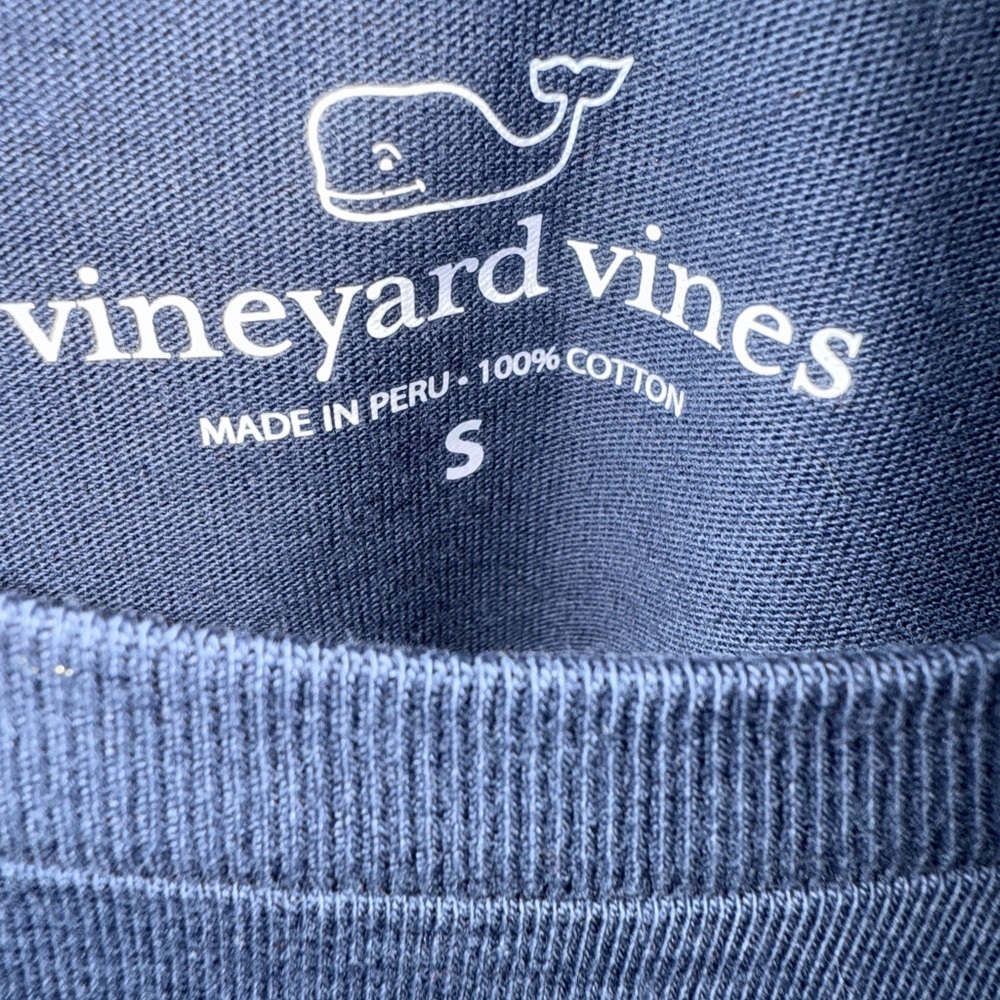 vineyard vines
MADE IN PERU • 100% COTTON
S